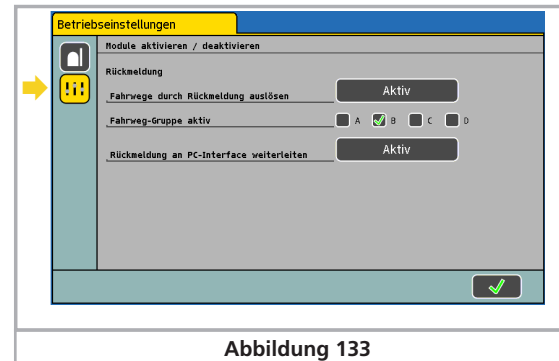 Betriebseinstellungen
Module aktivieren / deaktivieren
Rückmeldung
Fahrwege durch Rückmeldung auslösen Aktiv
Fahrweg-Gruppe aktiv A B C D
Rückmeldung an PC-Interface weiterleiten Aktiv
Abbildung 133